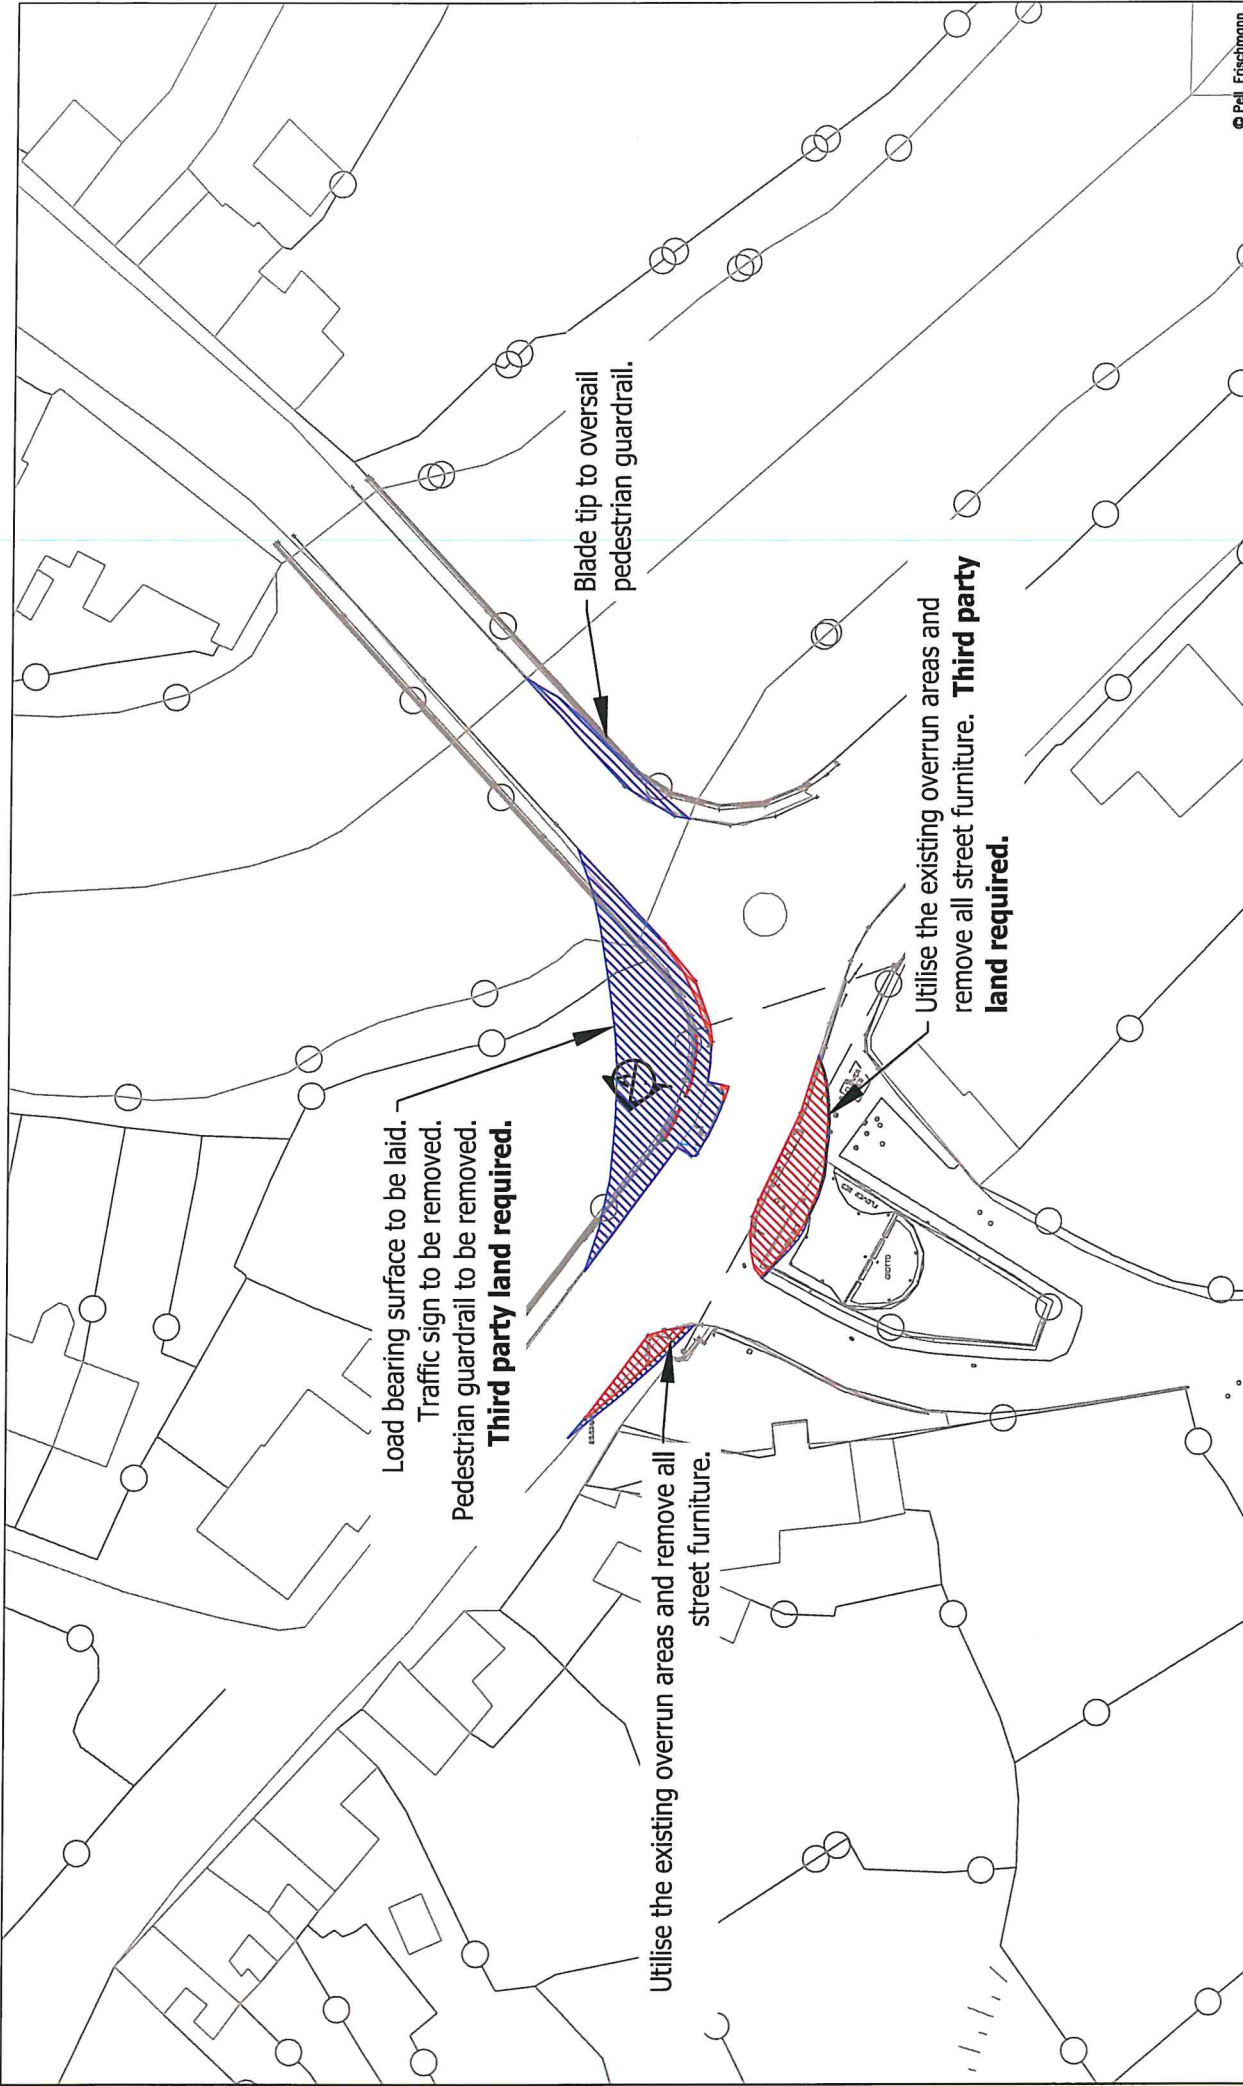 Load bearing surface to be laid.
Traffic sign to be removed.
Pedestrian guardrail to be removed.
Third party land required.
Blade tip to oversail
pedestrian guardrail.
Utilise the existing overrun areas and remove all
street furniture.
Utilise the existing overrun areas and
remove all street furniture. Third party
land required.
© Pell Frischmann